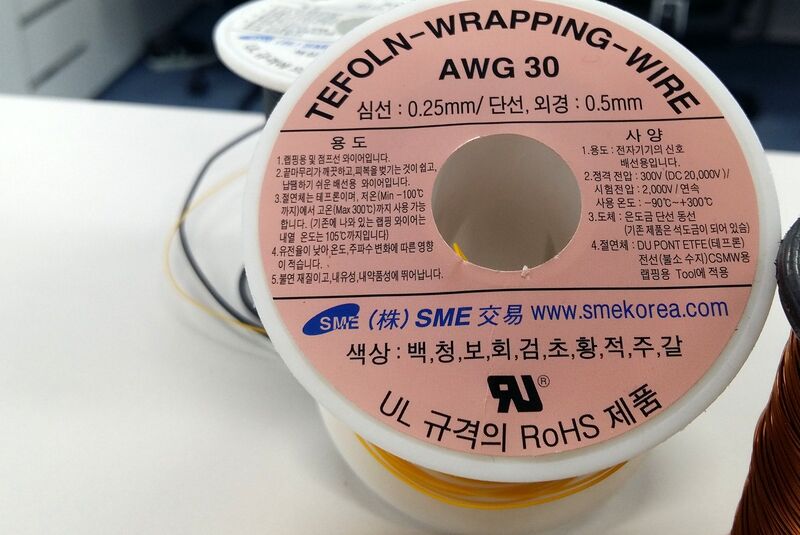 TEFOLN-WRAPPING-WIRE
AWG 30
심선 : 0.25mm/ 단선, 외경 : 0.5mm
용 도
1.랩핑용 및 점프선 와이어입니다.
2.끝마무리가 깨끗하고, 피복을 벗기는 것이 쉽고,
납땜하기 쉬운 배선용 와이어입니다.
3.절연체는 테프론이며, 저온(Min -100℃
까지)에서 고온(Max 300℃)까지 사용 가능
합니다. (기존에 나와 있는 랩핑 와이어는
내열 온도는 105℃까지입니다)
4.유전율이 낮아 온도, 주파수 변화에 따른 영향
이 적습니다.
5.불연 재질이고, 내유성, 내약품성에 뛰어납니다.
사 양
1.용도 : 전자기기의 신호
배선용입니다.
2.정격 전압 : 300V (DC 20,000V) /
시험전압 : 2,000V / 연속
사용 온도 : -90℃~+300℃
3.도체 : 은도금 단선 동선
(기존 제품은 석도금이 되어 있슴)
4.절연체 : DU PONT ETFE(테프론)
전선(불소 수지)CSMW용
랩핑용 Tool에 적용
SME (株) SME 交易 www.smekorea.com
색상 : 백,청,보,회,검,초,황,적,주,갈
RU®
UL 규격의 RoHS 제품